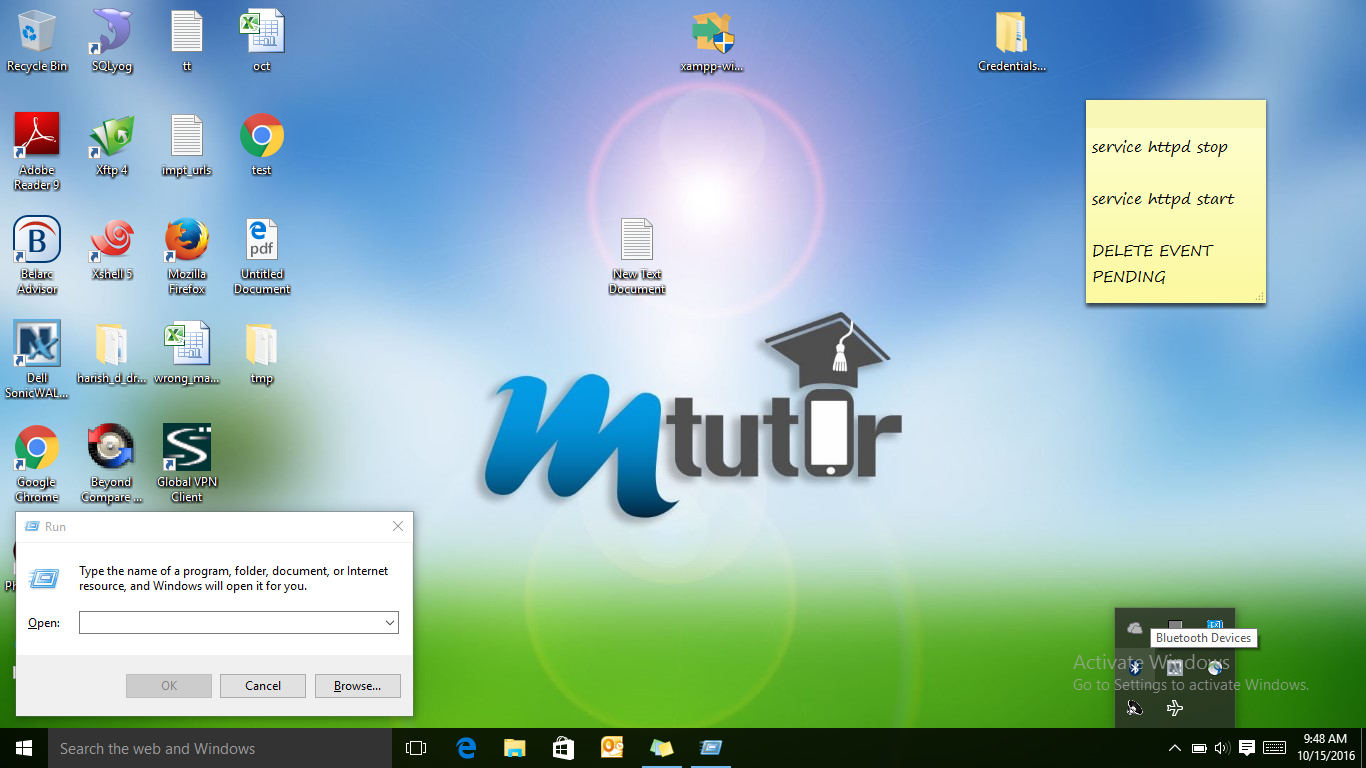 Recycle Bin
SQLyog
tt
oct
xampp-wi...
Credentials...
Adobe
Reader 9
Xftp 4
impt_urls
test
service httpd stop
service httpd start
DELETE EVENT
PENDING
B
Belarc
Advisor
Xshell 5
Mozilla
Firefox
pdf
Untitled
Document
New Text
Document
Dell
SonicWAL...
harish_d_dr...
wrong_ma...
tmp
mtutor
Google
Chrome
Beyond
Compare ...
Global VPN
Client
Run
Type the name of a program, folder, document, or Internet
resource, and Windows will open it for you.
Open:
OK
Cancel
Browse...
Bluetooth Devices
Activate Windows
Go to Settings to activate Windows.
Search the web and Windows
9:48 AM
10/15/2016